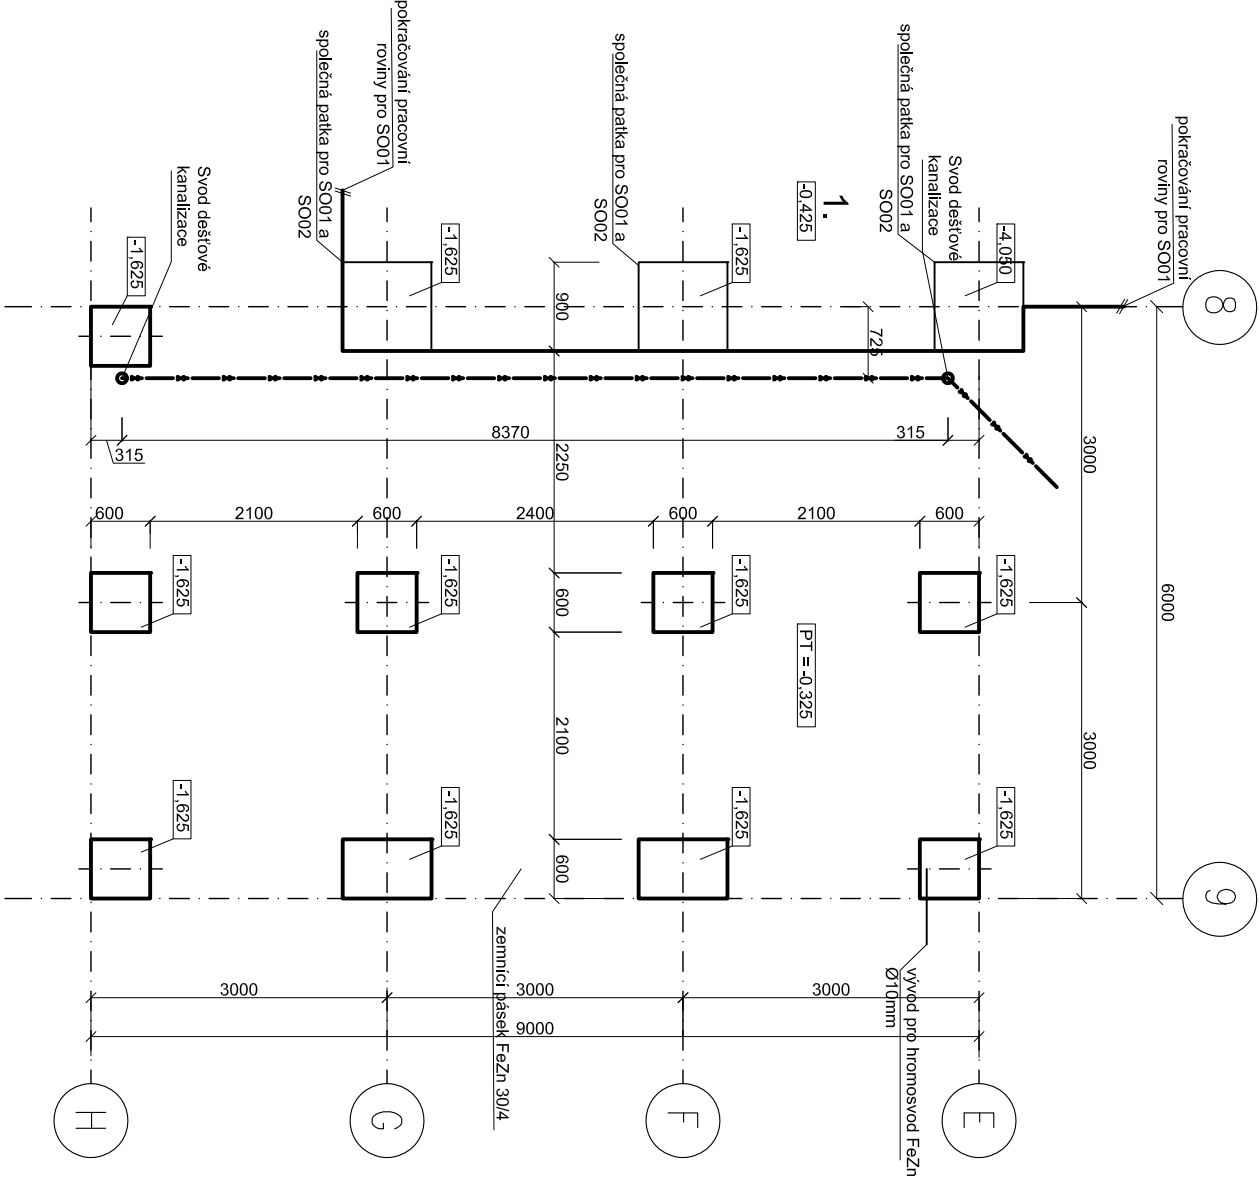 pokračování pracovní
roviny pro SO01
společná patka pro SO01 a
SO02
společná patka pro SO01 a
SO02
společná patka pro SO01 a
SO02
Svod dešťové
kanalizace
pokračování pracovní
roviny pro SO01
Svod dešťové
kanalizace
1.
-0,425
-1,625
-1,625
-1,625
-4,050
8
900
725
8370
315
315
2250
3000
6000
600
2100
600
2400
600
2100
600
-1,625
-1,625
-1,625
-1,625
600
PT = -0,325
2100
3000
-1,625
-1,625
-1,625
-1,625
600
9
zemnící pásek FeZn 30/4
vývod pro hromosvod FeZn
Ø10mm
3000
3000
3000
9000
H
G
F
E